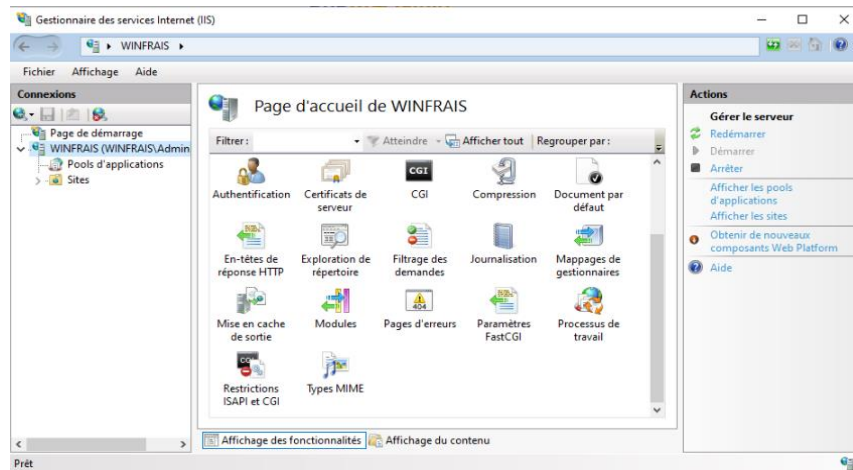 Gestionnaire des services Internet (IIS)
WINFRAIS
Fichier Affichage Aide
Connexions
Page de démarrage
WINFRAIS (WINFRAIS\Admin
Pools d'applications
Sites
Page d'accueil de WINFRAIS
Filtrer : Atteindre Afficher tout Regrouper par :
Authentification Certificats de serveur CGI Compression Document par défaut
En-têtes de réponse HTTP Exploration de répertoire Filtrage des demandes Journalisation Mappages de gestionnaires
Mise en cache de sortie Modules Pages d'erreurs Paramètres FastCGI Processus de travail
Restrictions ISAPI et CGI Types MIME
Affichage des fonctionnalités Affichage du contenu
Actions
Gérer le serveur
Redémarrer
Démarrer
Arrêter
Afficher les pools
d'applications
Afficher les sites
Obtenir de nouveaux
composants Web Platform
Aide
Prêt